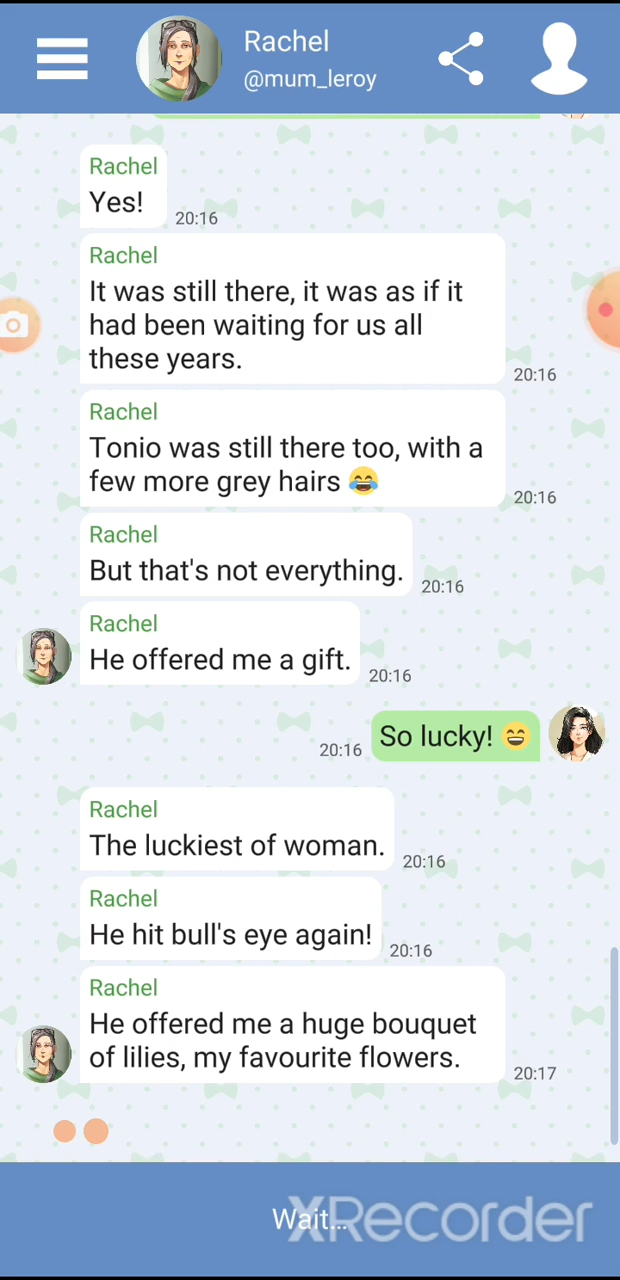 Rachel
@mum_leroy
Rachel
Yes!
20:16
Rachel
It was still there, it was as if it
had been waiting for us all
these years.
20:16
Rachel
Tonio was still there too, with a
few more grey hairs 😂
20:16
Rachel
But that's not everything.
20:16
Rachel
He offered me a gift.
20:16
So lucky! 😄
20:16
Rachel
The luckiest of woman.
20:16
Rachel
He hit bull's eye again!
20:16
Rachel
He offered me a huge bouquet
of lilies, my favourite flowers.
20:17
Wait...
XRecorder